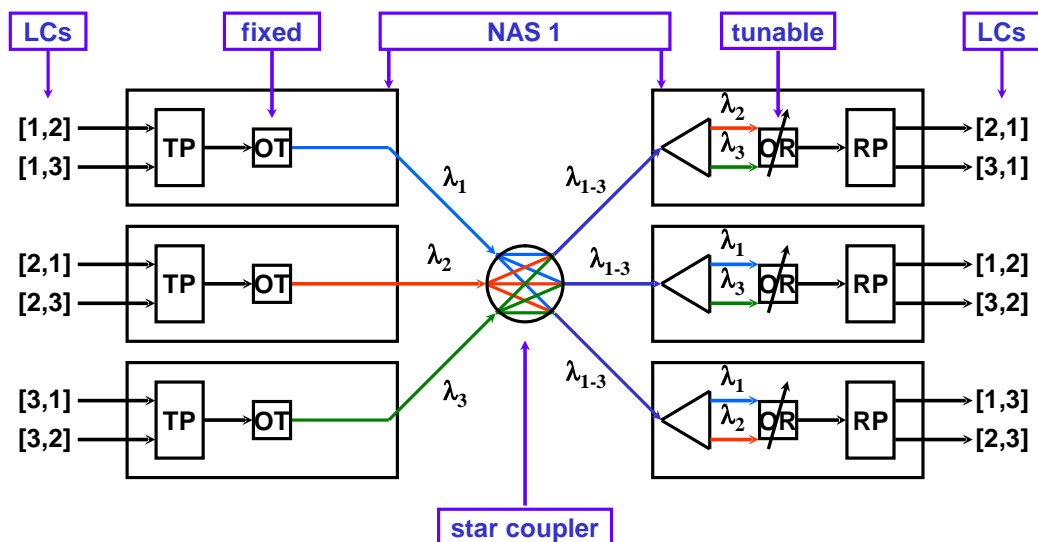 LCs
fixed
NAS 1
tunable
LCs
[1,2]
[1,3]
TP
OT
λ1
λ1-3
λ2
λ3
OR
RP
[2,1]
[3,1]
[2,1]
[2,3]
TP
OT
λ2
λ1-3
λ1
λ3
OR
RP
[1,2]
[3,2]
[3,1]
[3,2]
TP
OT
λ3
λ1-3
λ1
λ2
OR
RP
[1,3]
[2,3]
star coupler